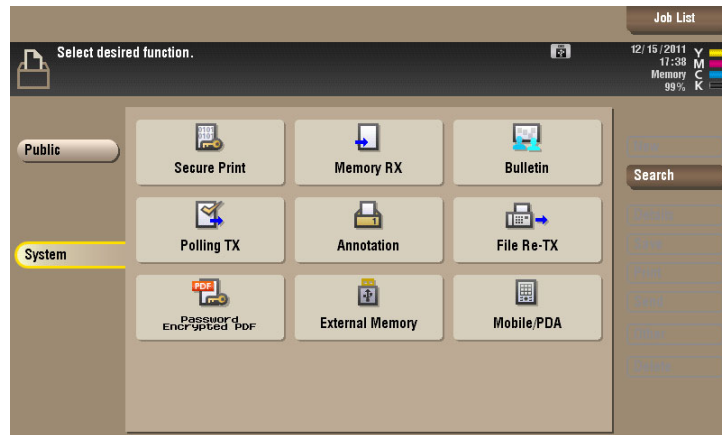 Job List
Select desired function.
12/15/2011
17:38
Memory
99%
Y
M
C
K
Public
System
Secure Print
Memory RX
Bulletin
Polling TX
Annotation
File Re-TX
PDF
Password
Encrypted PDF
External Memory
Mobile/PDA
Search